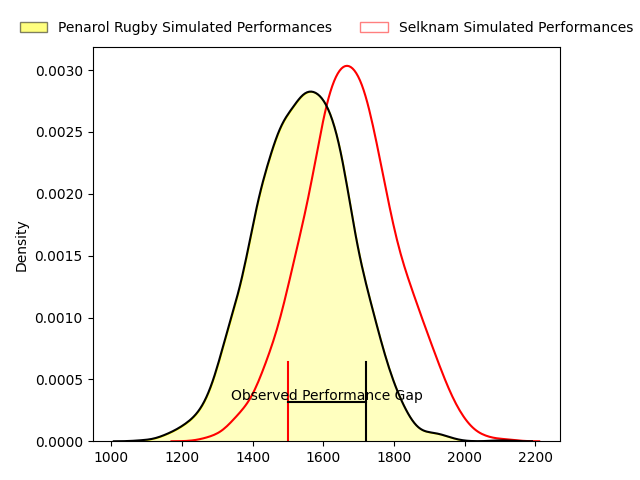 Penarol Rugby Simulated Performances Selknam Simulated Performances
0.0030
0.0025
0.0020
0.0015
0.0010
0.0005
0.0000
Density
Observed Performance Gap
1000 1200 1400 1600 1800 2000 2200